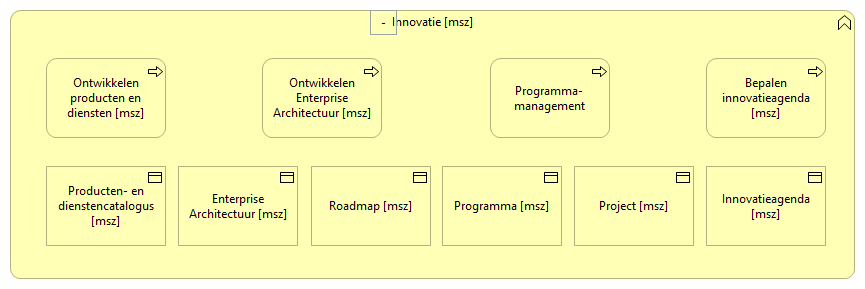 - Innovatie [msz]
Ontwikkelen
producten en
diensten [msz]
Ontwikkelen
Enterprise
Architectuur [msz]
Programma-
management
Bepalen
innovatieagenda
[msz]
Producten- en
dienstencatalogus
[msz]
Enterprise
Architectuur [msz]
Roadmap [msz]
Programma [msz]
Project [msz]
Innovatieagenda
[msz]